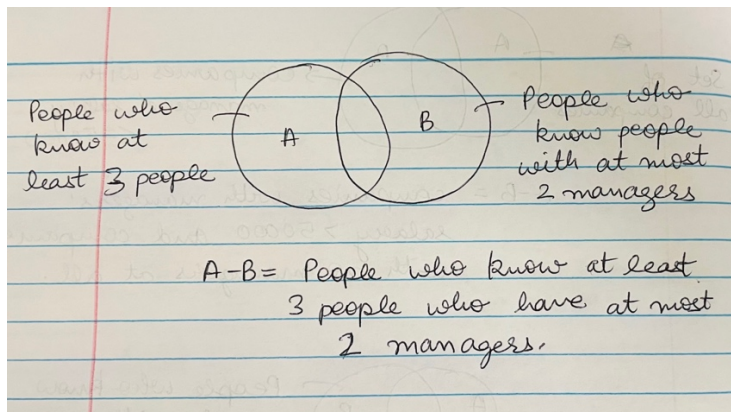 People who
know at
least 3 people
A
B
People who
know people
with at most
2 managers
A-B = People who know at least
3 people who have at most
2 managers.